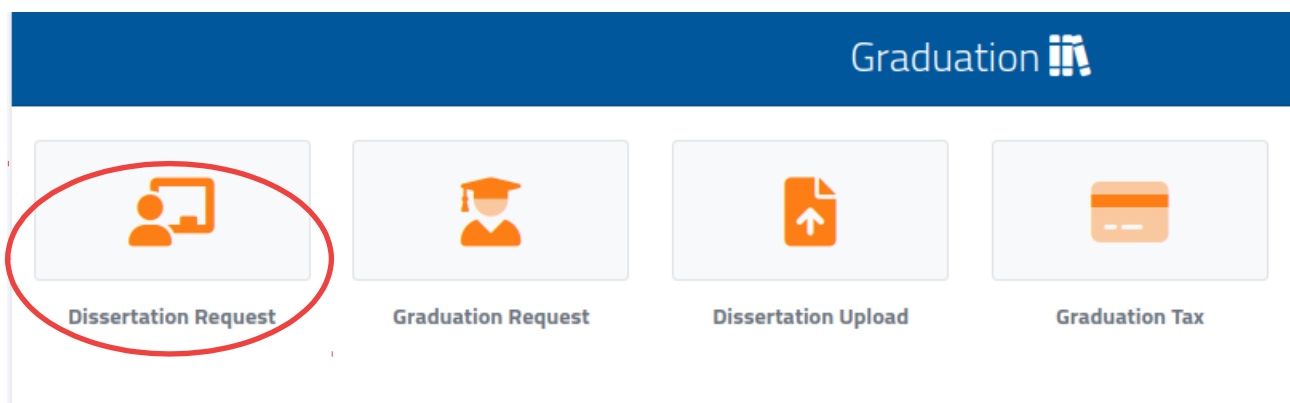 Graduation
Dissertation Request
Graduation Request
Dissertation Upload
Graduation Tax